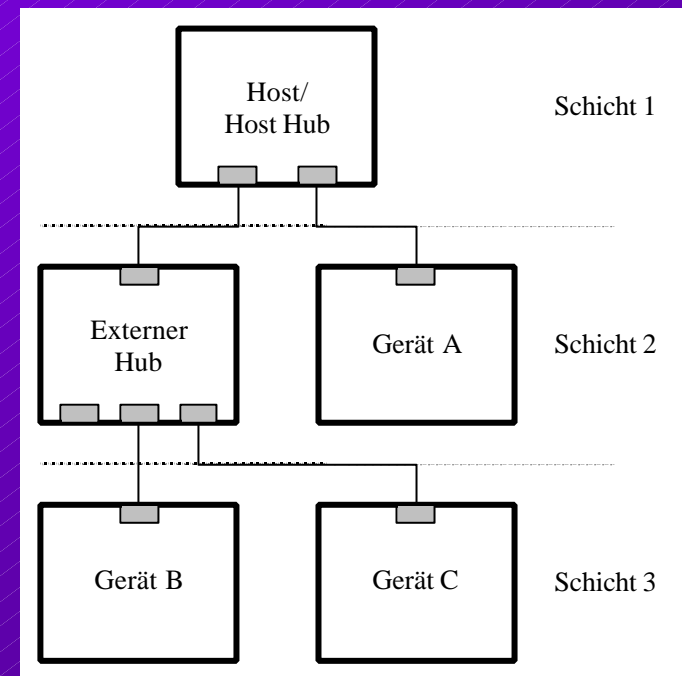 Host/
Host Hub
Schicht 1
Externer
Hub
Gerät A
Schicht 2
Gerät B
Gerät C
Schicht 3